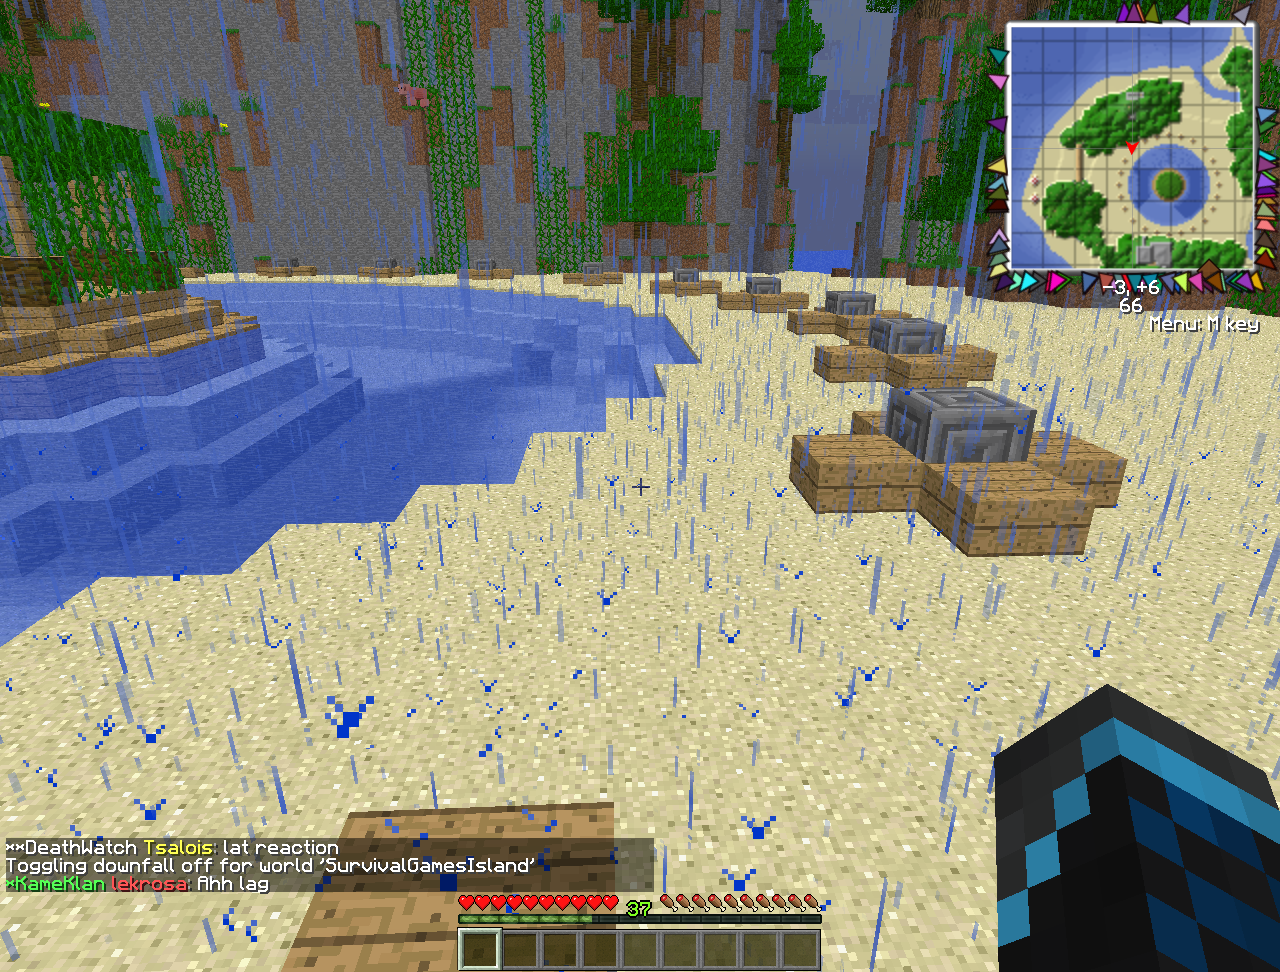 -3, +6
66
Menu: M key
**DeathWatch Tsalois: lat reaction
Toggling downfall off for world 'SurvivalGamesIsland'
*KameKlan lekrosa: Ahh lag
37